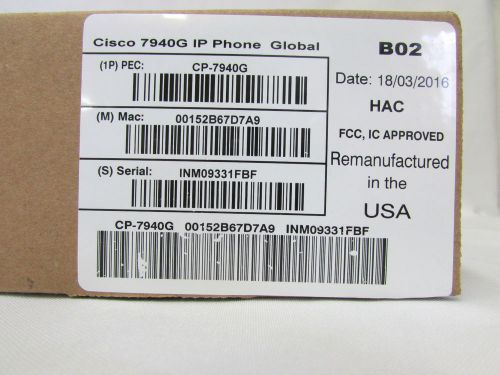 Cisco 7940G IP Phone Global
(1P) PEC: CP-7940G
(M) Mac: 00152B67D7A9
(S) Serial: INM09331FBF
CP-7940G 00152B67D7A9 INM09331FBF
B02
Date: 18/03/2016
HAC
FCC, IC APPROVED
Remanufactured
in the
USA